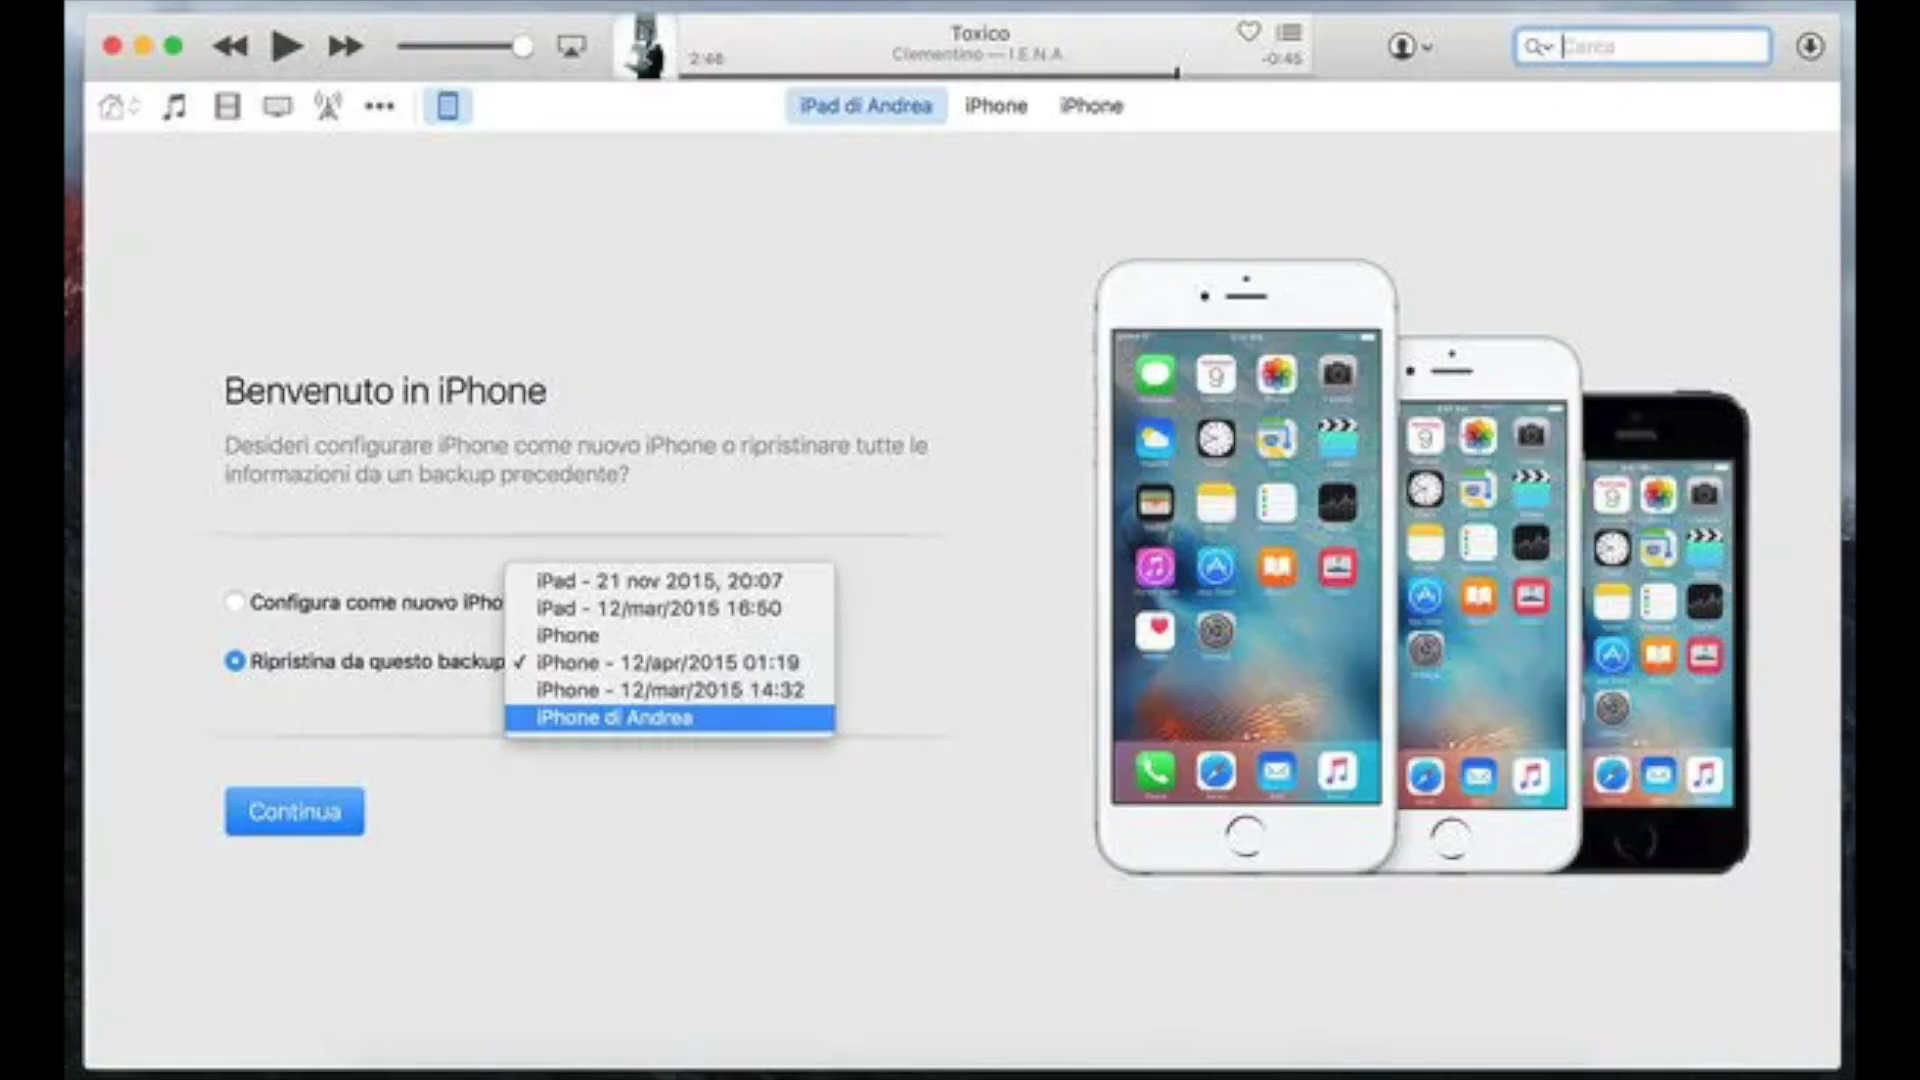 Toxico
2:46
Clementino — I.E.N.A.
-0:45
Cerca
iPad di Andrea
iPhone
iPhone
Benvenuto in iPhone
Desideri configurare iPhone come nuovo iPhone o ripristinare tutte le
informazioni da un backup precedente?
iPad - 21 nov 2015, 20:07
Configura come nuovo iPho
iPad - 12/mar/2015 16:50
iPhone
Ripristina da questo backup
✓ iPhone - 12/apr/2015 01:19
iPhone - 12/mar/2015 14:32
iPhone di Andrea
Continua
9
9
9